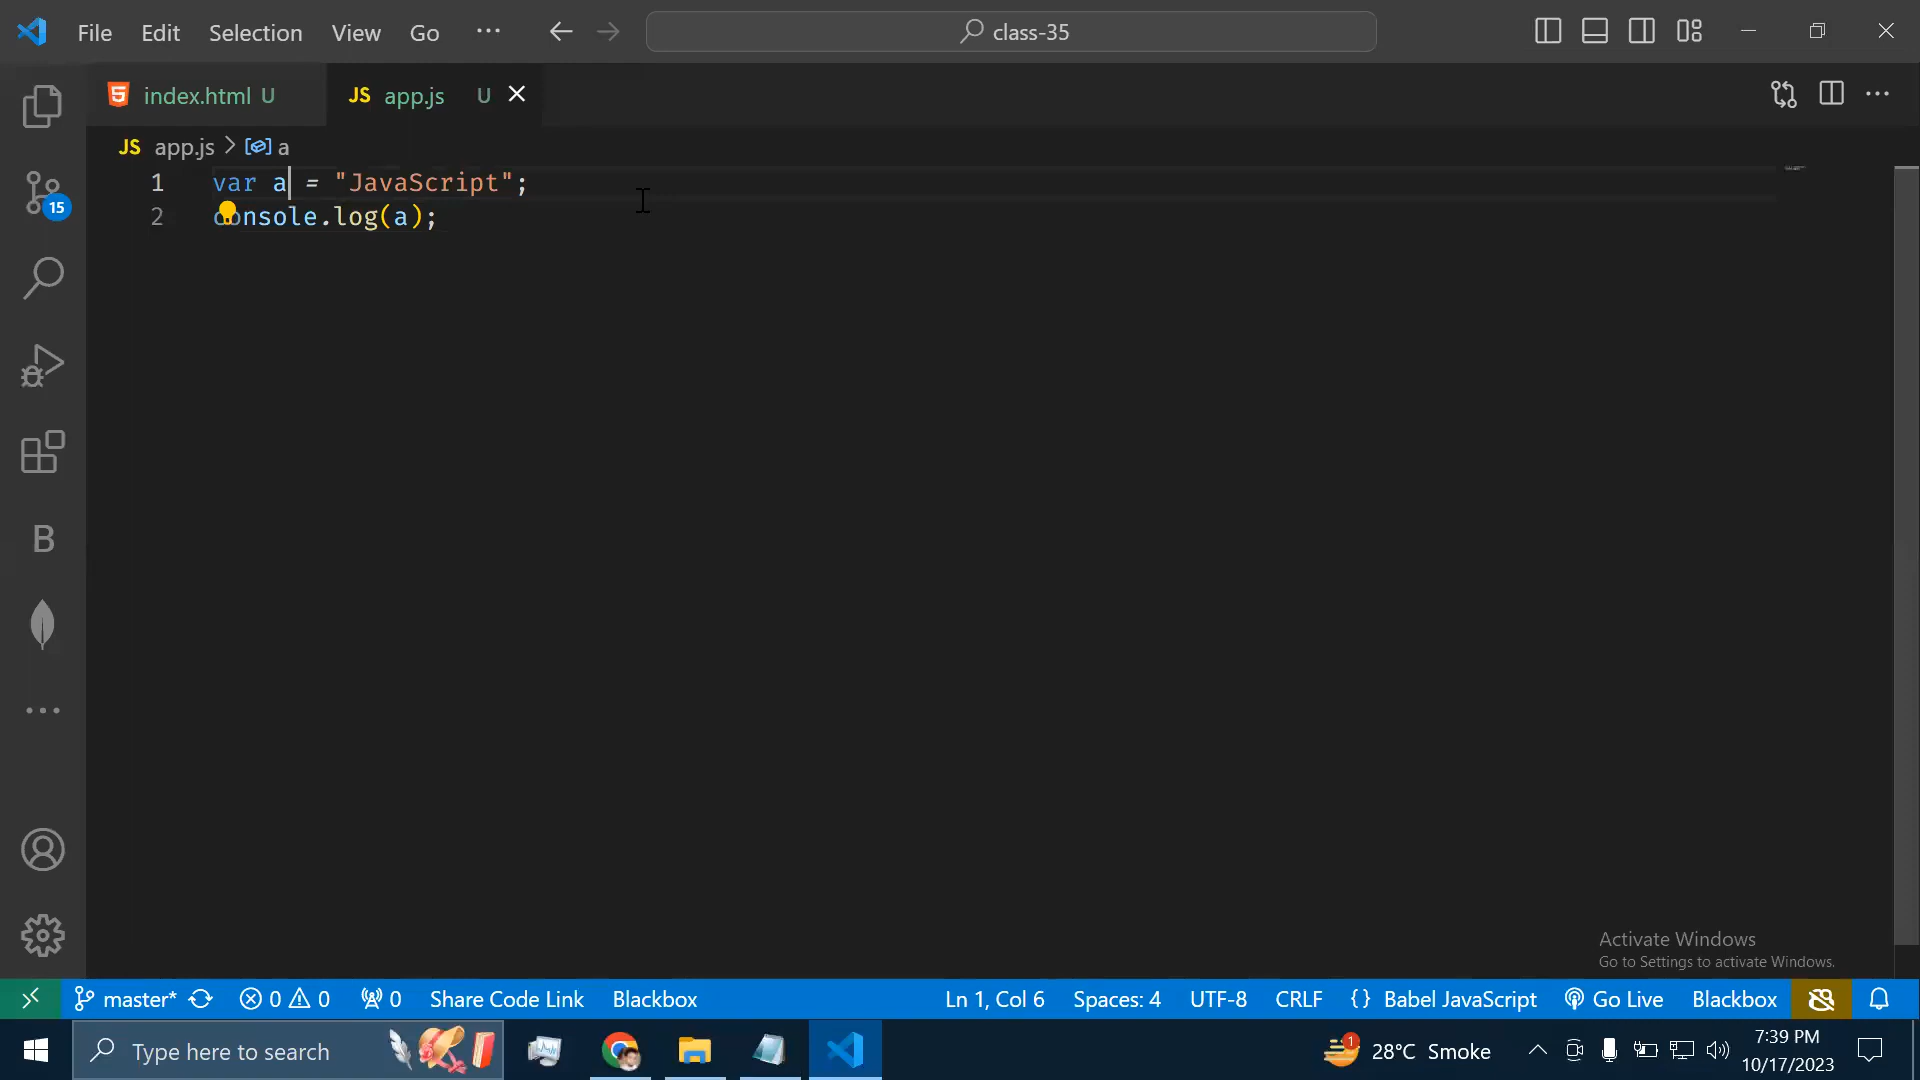 File Edit Selection View Go ... class-35
index.html U JS app.js U
JS app.js > a
1 var a = "JavaScript";
2 console.log(a);
15
B
Activate Windows
Go to Settings to activate Windows.
master* 0 0 0 Share Code Link Blackbox Ln 1, Col 6 Spaces: 4 UTF-8 CRLF {} Babel JavaScript Go Live Blackbox
Type here to search 1 28°C Smoke 7:39 PM
10/17/2023